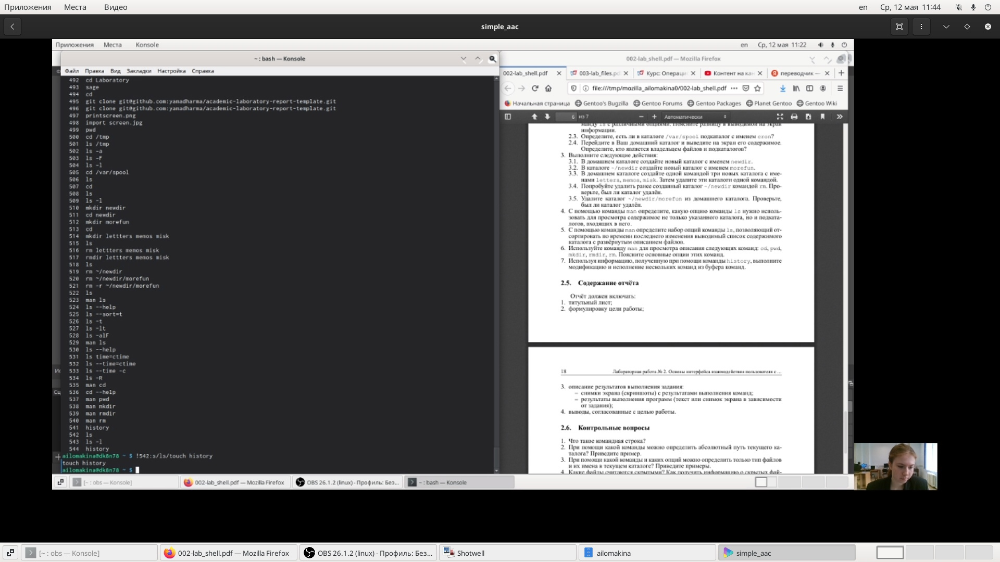 Приложения Места Видео en Ср, 12 мая 11:44
simple_aac
Приложения Места Konsole en Ср, 12 мая 11:22
~ : bash — Konsole
Файл Правка Вид Закладки Настройка Справка
492 cd Laboratory
493 sage
494 cd
495 git clone git@github.com:yamadharma/academic-laboratory-report-template.git
496 git clone git@github.com:yamadharma/academic-laboratory-report-template.git
497 printscreen.png
498 import screen.jpg
499 pwd
500 cd /tmp
501 ls /tmp
502 ls -a
503 ls -F
504 ls -l
505 cd /var/spool
506 ls
507 cd
508 ls
509 ls -l
510 mkdir newdir
511 cd newdir
512 mkdir morefun
513 cd
514 mkdir lettters memos misk
515 ls
516 rm lettters memos misk
517 rmdir lettters memos misk
518 ls
519 rm ~/newdir
520 rm ~/newdir/morefun
521 rm -r ~/newdir/morefun
522 ls
523 man ls
524 ls --help
525 ls --sort=t
526 ls -t
527 ls -lt
528 ls -alF
529 man ls
530 ls --help
531 ls time=ctime
532 ls --time=ctime
533 ls --time -c
534 ls -R
535 man cd
536 cd --help
537 man pwd
538 man mkdir
539 man rmdir
540 man rm
541 history
542 ls
543 ls -l
544 history
ailomakina@dk8n78 ~ $ !542:s/ls/touch history
touch history
ailomakina@dk8n78 ~ $
002-lab_shell.pdf — Mozilla Firefox
002-lab_shell.pdf 003-lab_files.pd Курс: Операци Контент на кан переводчик —
file:///tmp/mozilla_ailomakina0/002-lab_shell.pdf
Начальная страница Gentoo's Bugzilla Gentoo Forums Gentoo Packages Planet Gentoo Gentoo Wiki
6 из 7 Автоматически
манду ls с различными опциями. Поясните разницу в выводимой на экран
информации.
2.3. Определите, есть ли в каталоге /var/spool подкаталог с именем cron?
2.4. Перейдите в Ваш домашний каталог и выведите на экран его содержимое.
Определите, кто является владельцем файлов и подкаталогов?
3. Выполните следующие действия:
3.1. В домашнем каталоге создайте новый каталог с именем newdir.
3.2. В каталоге ~/newdir создайте новый каталог с именем morefun.
3.3. В домашнем каталоге создайте одной командой три новых каталога с име-
нами letters, memos, misk. Затем удалите эти каталоги одной командой.
3.4. Попробуйте удалить ранее созданный каталог ~/newdir командой rm. Про-
верьте, был ли каталог удалён.
3.5. Удалите каталог ~/newdir/morefun из домашнего каталога. Проверьте,
был ли каталог удалён.
4. С помощью команды man определите, какую опцию команды ls нужно исполь-
зовать для просмотра содержимое не только указанного каталога, но и подката-
логов, входящих в него.
5. С помощью команды man определите набор опций команды ls, позволяющий от-
сортировать по времени последнего изменения выводимый список содержимого
каталога с развёрнутым описанием файлов.
6. Используйте команду man для просмотра описания следующих команд: cd, pwd,
mkdir, rmdir, rm. Поясните основные опции этих команд.
7. Используя информацию, полученную при помощи команды history, выполните
модификацию и исполнение нескольких команд из буфера команд.
2.5. Содержание отчёта
Отчёт должен включать:
1. титульный лист;
2. формулировку цели работы;
18 Лабораторная работа № 2. Основы интерфейса взаимодействия пользователя с ...
3. описание результатов выполнения задания:
– снимки экрана (скриншоты) с результатами выполнения команд;
– результаты выполнения программ (текст или снимок экрана в зависимости
от задания);
4. выводы, согласованные с целью работы.
2.6. Контрольные вопросы
1. Что такое командная строка?
2. При помощи какой команды можно определить абсолютный путь текущего ка-
талога? Приведите пример.
3. При помощи какой команды и каких опций можно определить только тип файлов
и их имена в текущем каталоге? Приведите примеры.
4. Какие файлы считаются скрытыми? Как получить информацию о скрытых фай-
[~ : obs — Konsole] 002-lab_shell.pdf — Mozilla Firefox OBS 26.1.2 (linux) - Профиль: Без... ~ : bash — Konsole
[~ : obs — Konsole] 002-lab_shell.pdf — Mozilla Firefox OBS 26.1.2 (linux) - Профиль: Без... Shotwell ailomakina simple_aac